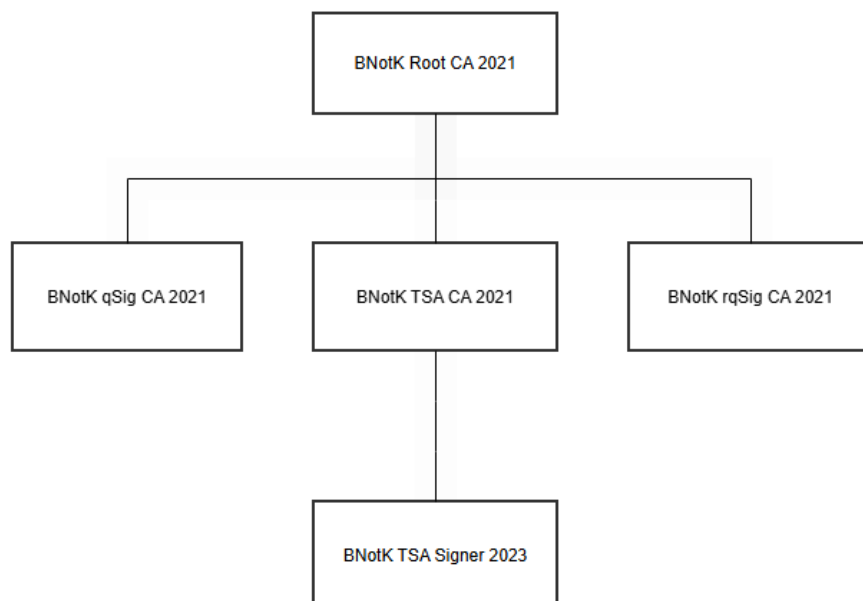 BNotK Root CA 2021
BNotK qSig CA 2021
BNotK TSA CA 2021
BNotK rqSig CA 2021
BNotK TSA Signer 2023